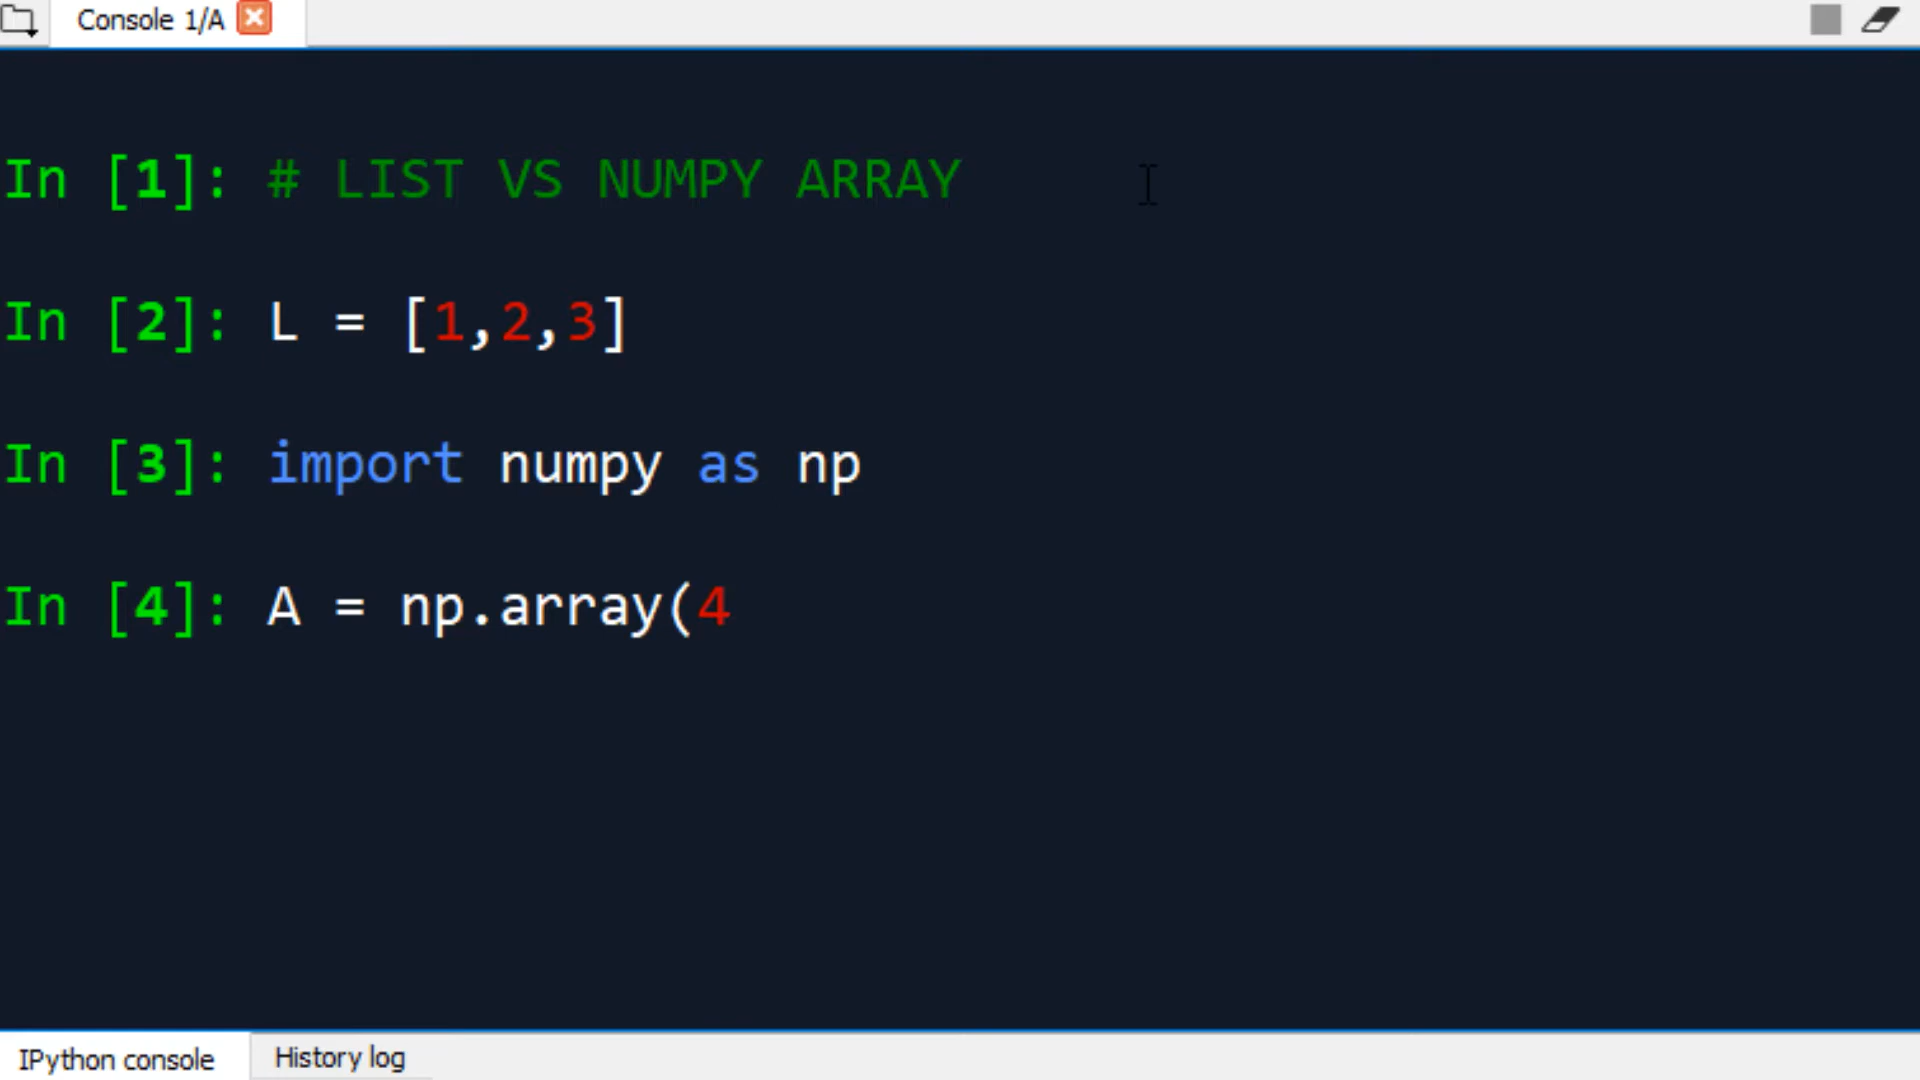 Console 1/A
In [1]: # LIST VS NUMPY ARRAY
In [2]: L = [1,2,3]
In [3]: import numpy as np
In [4]: A = np.array(4
IPython console
History log